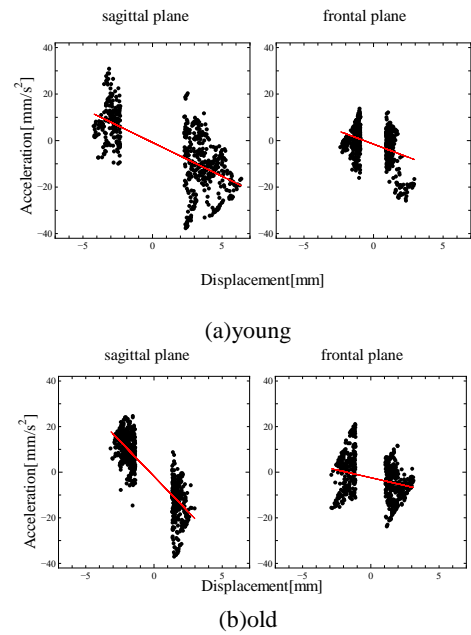 sagittal plane
frontal plane
Acceleration[mm/s²]
40
20
0
−20
−40
−5
0
5
−5
0
5
Displacement[mm]
(a)young
sagittal plane
frontal plane
Acceleration[mm/s²]
40
20
0
−20
−40
−5
0
5
−5
0
5
Displacement[mm]
(b)old